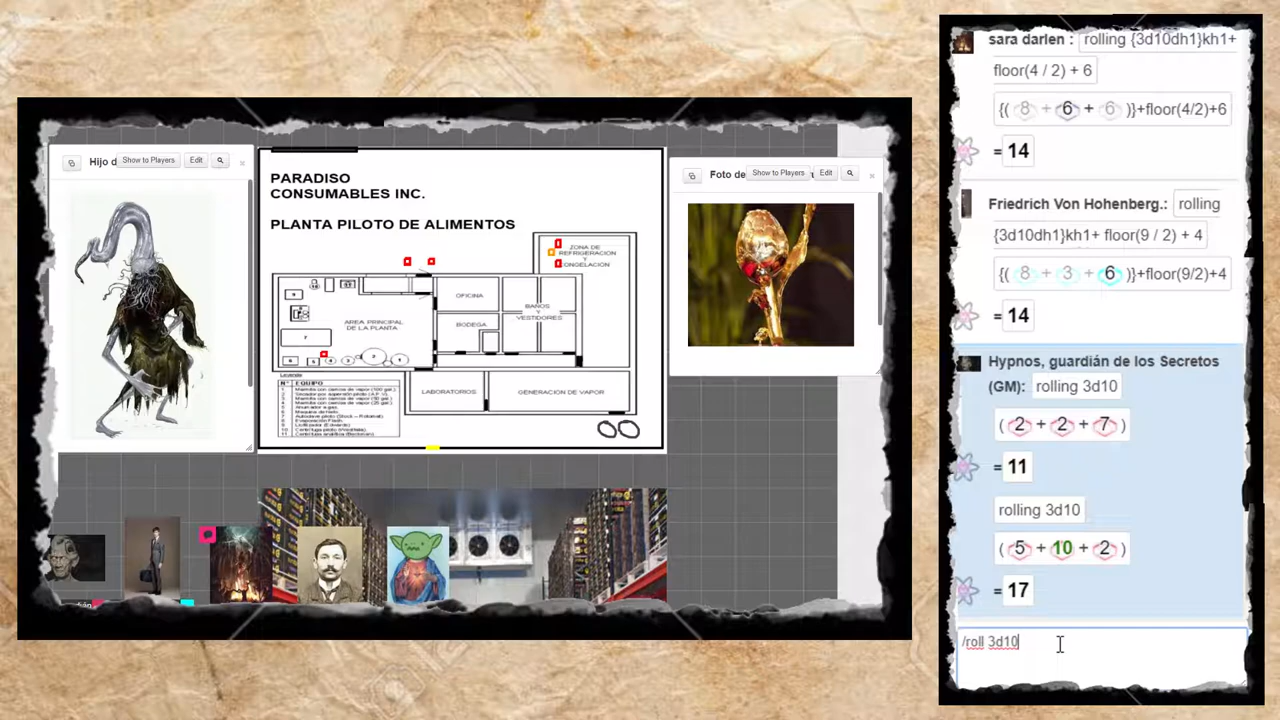 Hijo d
Show to Players
Edit
PARADISO
CONSUMABLES INC.
PLANTA PILOTO DE ALIMENTOS
ZONA DE
REFRIGERACION
Y
CONGELACION
OFICINA
BAÑOS
Y
VESTIDORES
AREA PRINCIPAL
DE LA PLANTA
BODEGA
LABORATORIOS
GENERACION DE VAPOR
N° EQUIPO
Foto de
Show to Players
Edit
sara darlen : rolling {3d10dh1}kh1+
floor(4 / 2) + 6
{( 8 + 6 + 6 )}+floor(4/2)+6
= 14
Friedrich Von Hohenberg.: rolling
{3d10dh1}kh1+ floor(9 / 2) + 4
{( 8 + 3 + 6 )}+floor(9/2)+4
= 14
Hypnos, guardián de los Secretos
(GM): rolling 3d10
( 2 + 2 + 7 )
= 11
rolling 3d10
( 5 + 10 + 2 )
= 17
/roll 3d10